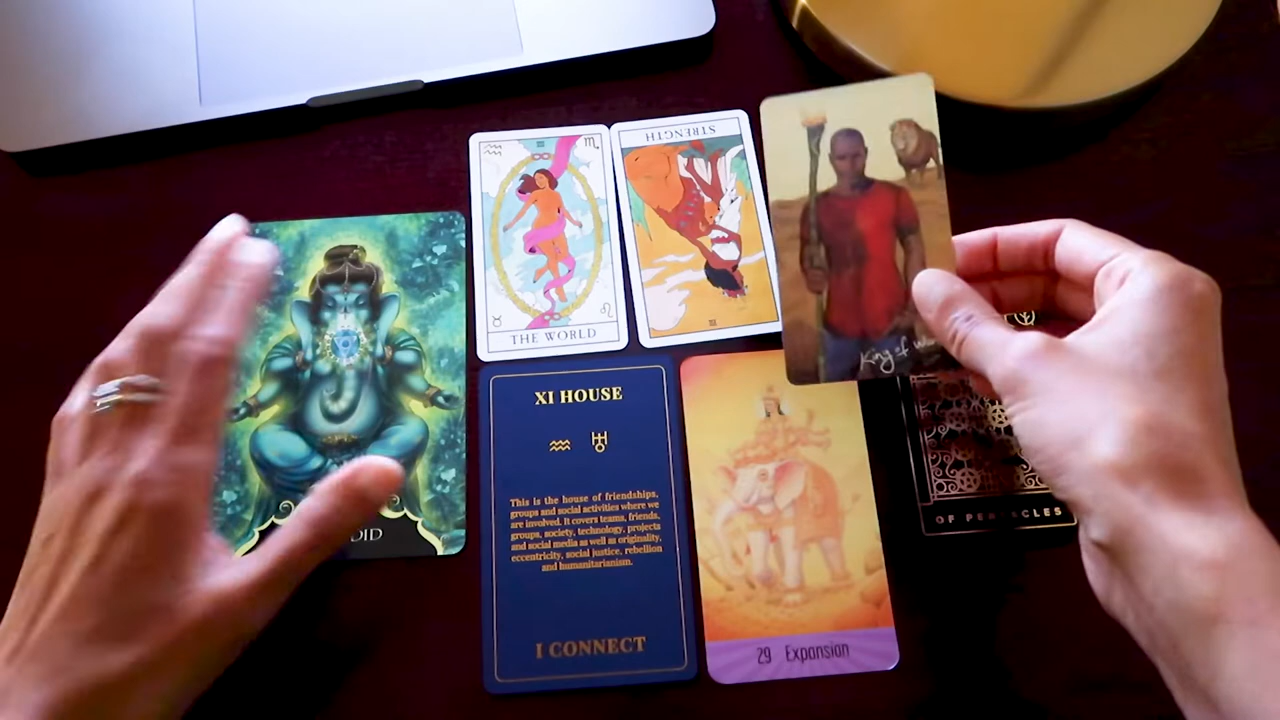 STRENGTH
THE WORLD
King of
XI HOUSE
This is the house of friendships,
groups and social activities where we
are involved. It covers teams, friends,
groups, society, technology, projects
and social media as well as originality,
eccentricity, social justice, rebellion
and humanitarianism.
I CONNECT
29 Expansion
OF PENTACLES